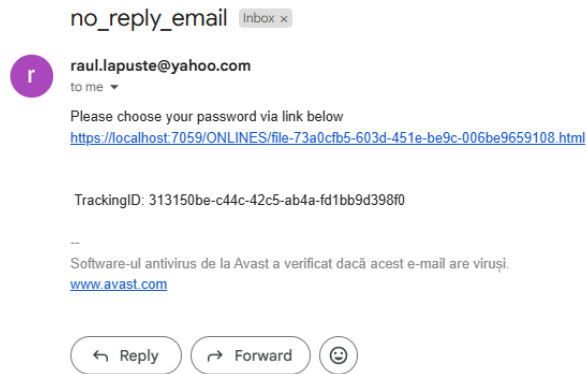 no_reply_email Inbox ×
r
raul.lapuste@yahoo.com
to me
Please choose your password via link below
https://localhost:7059/ONLINES/file-73a0cfb5-603d-451e-be9c-006be9659108.html
TrackingID: 313150be-c44c-42c5-ab4a-fd1bb9d398f0
--
Software-ul antivirus de la Avast a verificat dacă acest e-mail are viruși.
www.avast.com
Reply Forward